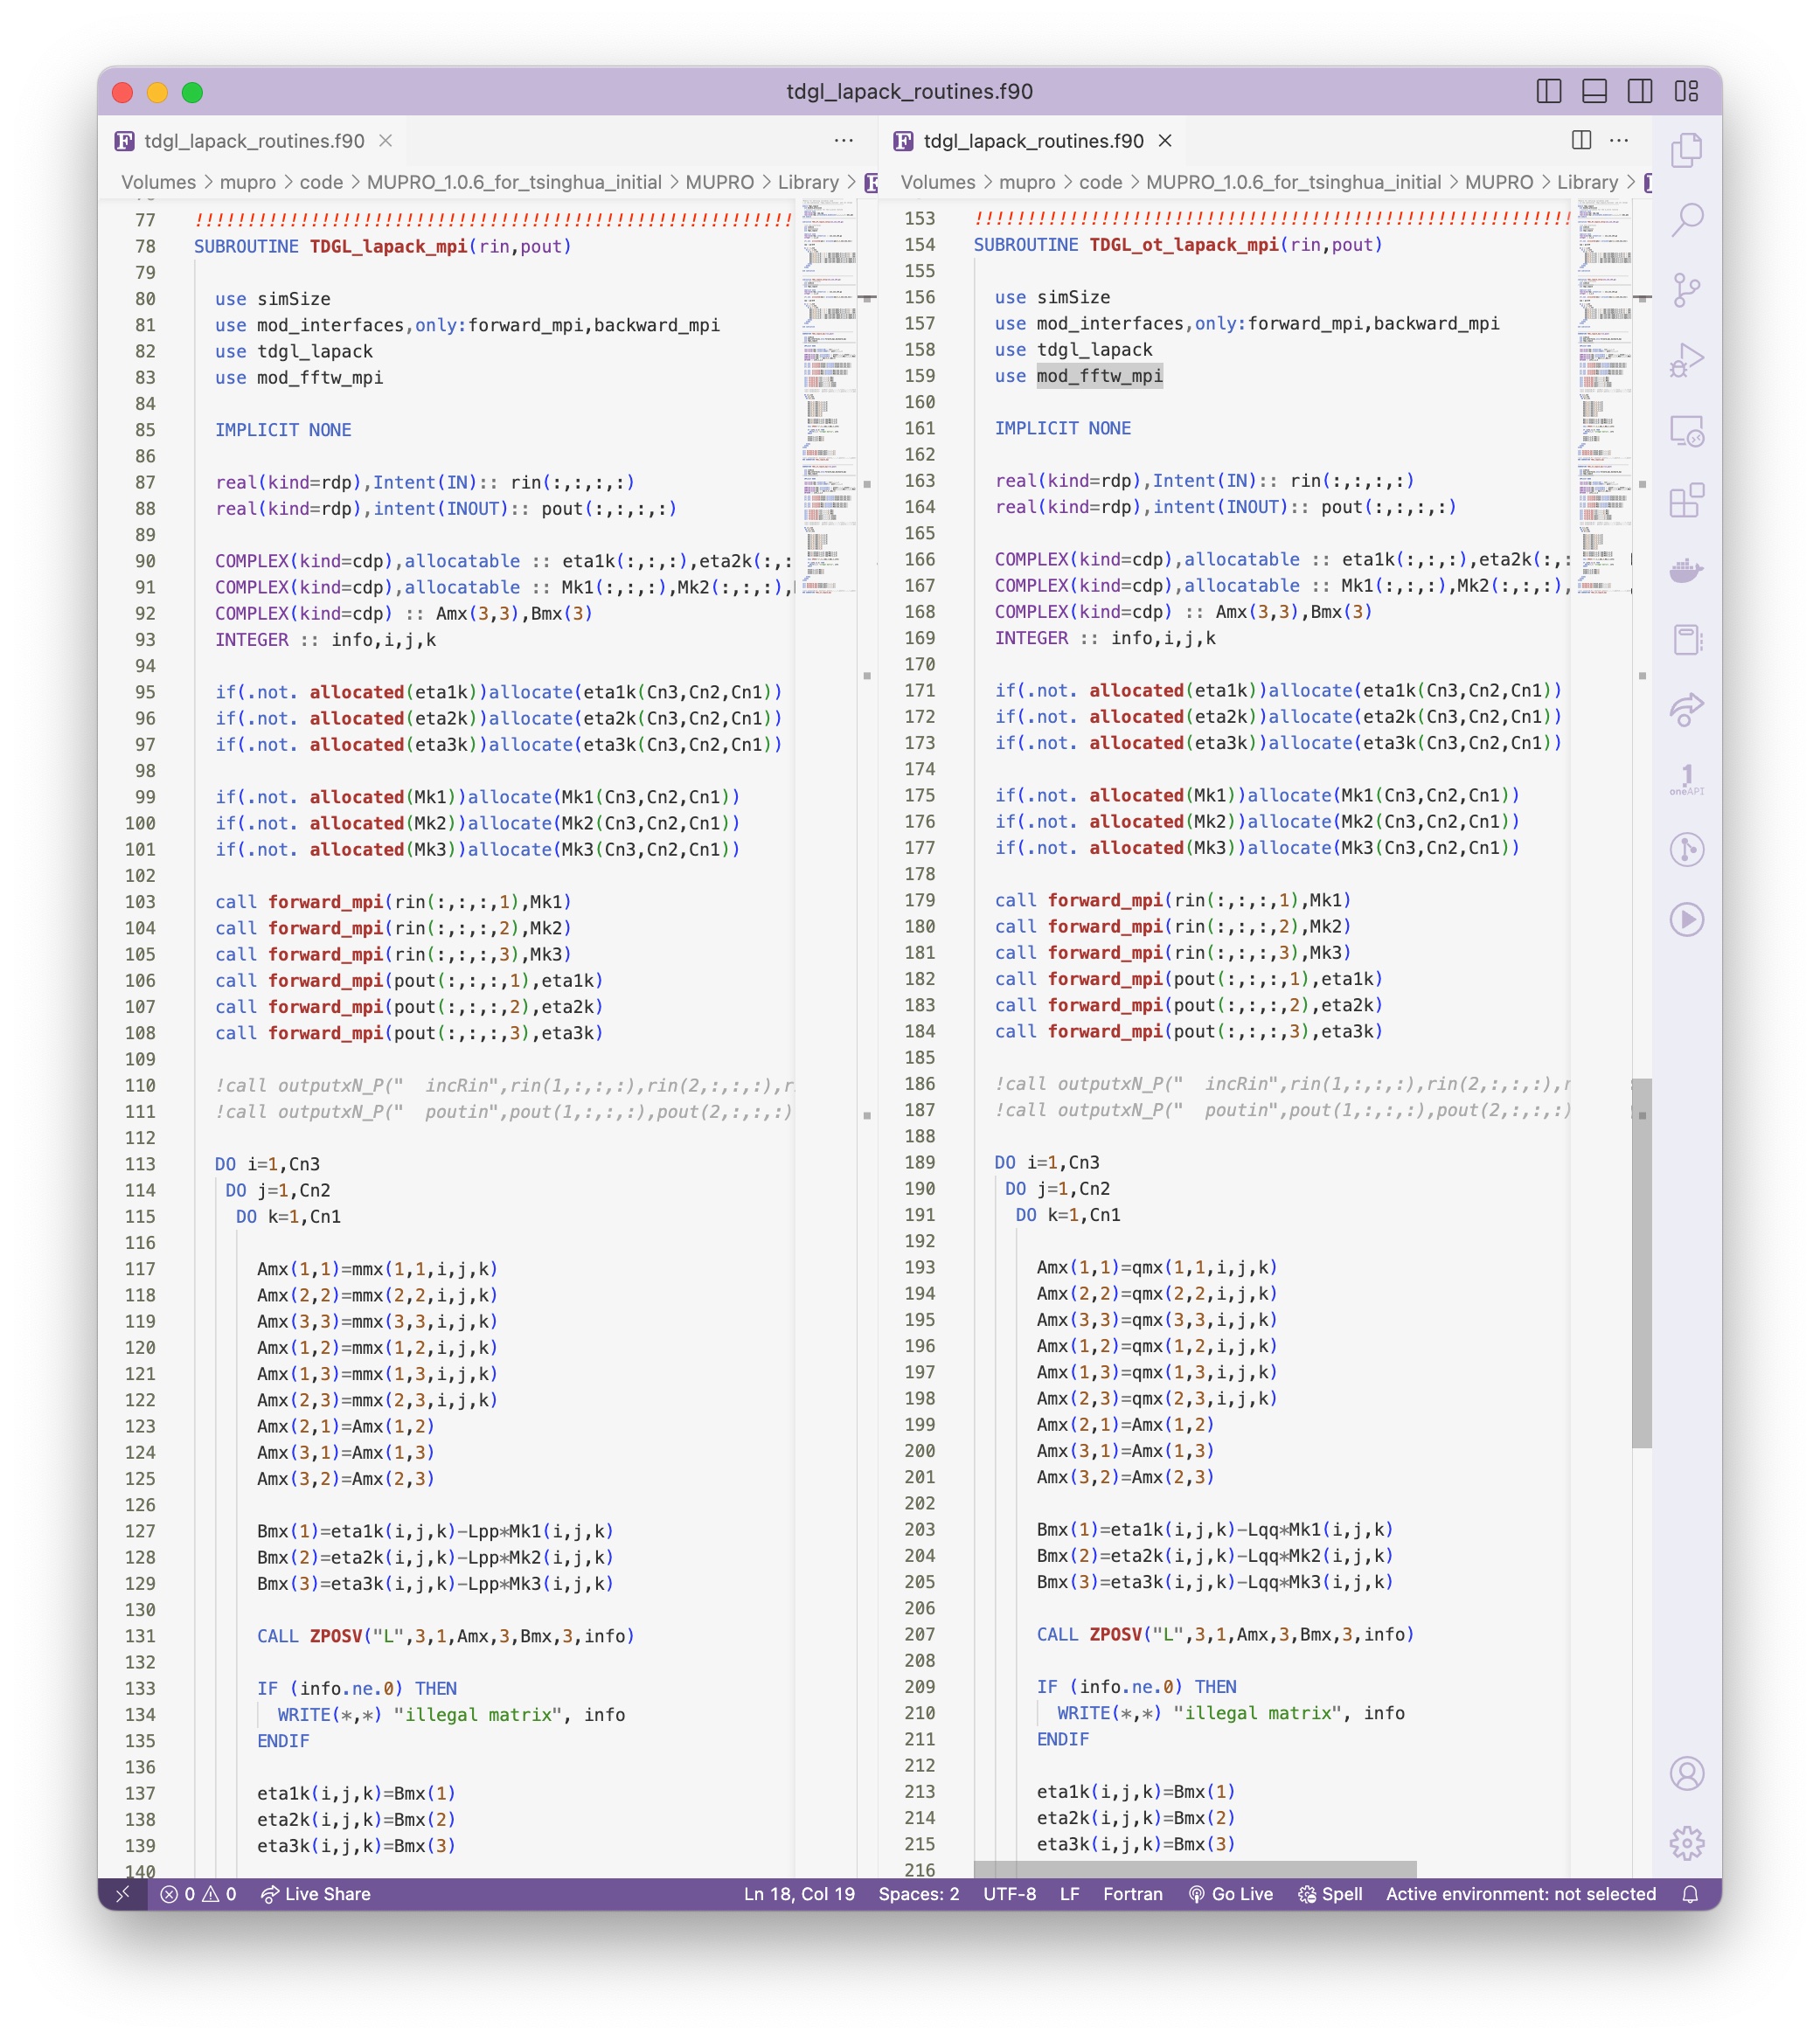 tdgl_lapack_routines.f90
tdgl_lapack_routines.f90
Volumes > mupro > code > MUPRO_1.0.6_for_tsinghua_initial > MUPRO > Library >
77 !!!!!!!!!!!!!!!!!!!!!!!!!!!!!!!!!!!!!!!!!!!!!!!!!!!!!!!!!
78 SUBROUTINE TDGL_lapack_mpi(rin,pout)
79
80 use simSize
81 use mod_interfaces,only:forward_mpi,backward_mpi
82 use tdgl_lapack
83 use mod_fftw_mpi
84
85 IMPLICIT NONE
86
87 real(kind=rdp),Intent(IN):: rin(:,:,:,:)
88 real(kind=rdp),intent(INOUT):: pout(:,:,:,:)
89
90 COMPLEX(kind=cdp),allocatable :: eta1k(:,:,:),eta2k(:,:
91 COMPLEX(kind=cdp),allocatable :: Mk1(:,:,:),Mk2(:,:,:),
92 COMPLEX(kind=cdp) :: Amx(3,3),Bmx(3)
93 INTEGER :: info,i,j,k
94
95 if(.not. allocated(eta1k))allocate(eta1k(Cn3,Cn2,Cn1))
96 if(.not. allocated(eta2k))allocate(eta2k(Cn3,Cn2,Cn1))
97 if(.not. allocated(eta3k))allocate(eta3k(Cn3,Cn2,Cn1))
98
99 if(.not. allocated(Mk1))allocate(Mk1(Cn3,Cn2,Cn1))
100 if(.not. allocated(Mk2))allocate(Mk2(Cn3,Cn2,Cn1))
101 if(.not. allocated(Mk3))allocate(Mk3(Cn3,Cn2,Cn1))
102
103 call forward_mpi(rin(:,:,:,1),Mk1)
104 call forward_mpi(rin(:,:,:,2),Mk2)
105 call forward_mpi(rin(:,:,:,3),Mk3)
106 call forward_mpi(pout(:,:,:,1),eta1k)
107 call forward_mpi(pout(:,:,:,2),eta2k)
108 call forward_mpi(pout(:,:,:,3),eta3k)
109
110 !call outputxN_P("  incRin",rin(1,:,:,:),rin(2,:,:,:),r
111 !call outputxN_P("  poutin",pout(1,:,:,:),pout(2,:,:,:)
112
113 DO i=1,Cn3
114 DO j=1,Cn2
115 DO k=1,Cn1
116
117 Amx(1,1)=mmx(1,1,i,j,k)
118 Amx(2,2)=mmx(2,2,i,j,k)
119 Amx(3,3)=mmx(3,3,i,j,k)
120 Amx(1,2)=mmx(1,2,i,j,k)
121 Amx(1,3)=mmx(1,3,i,j,k)
122 Amx(2,3)=mmx(2,3,i,j,k)
123 Amx(2,1)=Amx(1,2)
124 Amx(3,1)=Amx(1,3)
125 Amx(3,2)=Amx(2,3)
126
127 Bmx(1)=eta1k(i,j,k)-Lpp*Mk1(i,j,k)
128 Bmx(2)=eta2k(i,j,k)-Lpp*Mk2(i,j,k)
129 Bmx(3)=eta3k(i,j,k)-Lpp*Mk3(i,j,k)
130
131 CALL ZPOSV("L",3,1,Amx,3,Bmx,3,info)
132
133 IF (info.ne.0) THEN
134 WRITE(*,*) "illegal matrix", info
135 ENDIF
136
137 eta1k(i,j,k)=Bmx(1)
138 eta2k(i,j,k)=Bmx(2)
139 eta3k(i,j,k)=Bmx(3)
140
tdgl_lapack_routines.f90
Volumes > mupro > code > MUPRO_1.0.6_for_tsinghua_initial > MUPRO > Library >
153 !!!!!!!!!!!!!!!!!!!!!!!!!!!!!!!!!!!!!!!!!!!!!!!!!!!!!!!!!
154 SUBROUTINE TDGL_ot_lapack_mpi(rin,pout)
155
156 use simSize
157 use mod_interfaces,only:forward_mpi,backward_mpi
158 use tdgl_lapack
159 use mod_fftw_mpi
160
161 IMPLICIT NONE
162
163 real(kind=rdp),Intent(IN):: rin(:,:,:,:)
164 real(kind=rdp),intent(INOUT):: pout(:,:,:,:)
165
166 COMPLEX(kind=cdp),allocatable :: eta1k(:,:,:),eta2k(:,:
167 COMPLEX(kind=cdp),allocatable :: Mk1(:,:,:),Mk2(:,:,:),
168 COMPLEX(kind=cdp) :: Amx(3,3),Bmx(3)
169 INTEGER :: info,i,j,k
170
171 if(.not. allocated(eta1k))allocate(eta1k(Cn3,Cn2,Cn1))
172 if(.not. allocated(eta2k))allocate(eta2k(Cn3,Cn2,Cn1))
173 if(.not. allocated(eta3k))allocate(eta3k(Cn3,Cn2,Cn1))
174
175 if(.not. allocated(Mk1))allocate(Mk1(Cn3,Cn2,Cn1))
176 if(.not. allocated(Mk2))allocate(Mk2(Cn3,Cn2,Cn1))
177 if(.not. allocated(Mk3))allocate(Mk3(Cn3,Cn2,Cn1))
178
179 call forward_mpi(rin(:,:,:,1),Mk1)
180 call forward_mpi(rin(:,:,:,2),Mk2)
181 call forward_mpi(rin(:,:,:,3),Mk3)
182 call forward_mpi(pout(:,:,:,1),eta1k)
183 call forward_mpi(pout(:,:,:,2),eta2k)
184 call forward_mpi(pout(:,:,:,3),eta3k)
185
186 !call outputxN_P("  incRin",rin(1,:,:,:),rin(2,:,:,:),r
187 !call outputxN_P("  poutin",pout(1,:,:,:),pout(2,:,:,:)
188
189 DO i=1,Cn3
190 DO j=1,Cn2
191 DO k=1,Cn1
192
193 Amx(1,1)=qmx(1,1,i,j,k)
194 Amx(2,2)=qmx(2,2,i,j,k)
195 Amx(3,3)=qmx(3,3,i,j,k)
196 Amx(1,2)=qmx(1,2,i,j,k)
197 Amx(1,3)=qmx(1,3,i,j,k)
198 Amx(2,3)=qmx(2,3,i,j,k)
199 Amx(2,1)=Amx(1,2)
200 Amx(3,1)=Amx(1,3)
201 Amx(3,2)=Amx(2,3)
202
203 Bmx(1)=eta1k(i,j,k)-Lqq*Mk1(i,j,k)
204 Bmx(2)=eta2k(i,j,k)-Lqq*Mk2(i,j,k)
205 Bmx(3)=eta3k(i,j,k)-Lqq*Mk3(i,j,k)
206
207 CALL ZPOSV("L",3,1,Amx,3,Bmx,3,info)
208
209 IF (info.ne.0) THEN
210 WRITE(*,*) "illegal matrix", info
211 ENDIF
212
213 eta1k(i,j,k)=Bmx(1)
214 eta2k(i,j,k)=Bmx(2)
215 eta3k(i,j,k)=Bmx(3)
216
1
oneAPI
0 0 Live Share Ln 18, Col 19 Spaces: 2 UTF-8 LF Fortran Go Live Spell Active environment: not selected